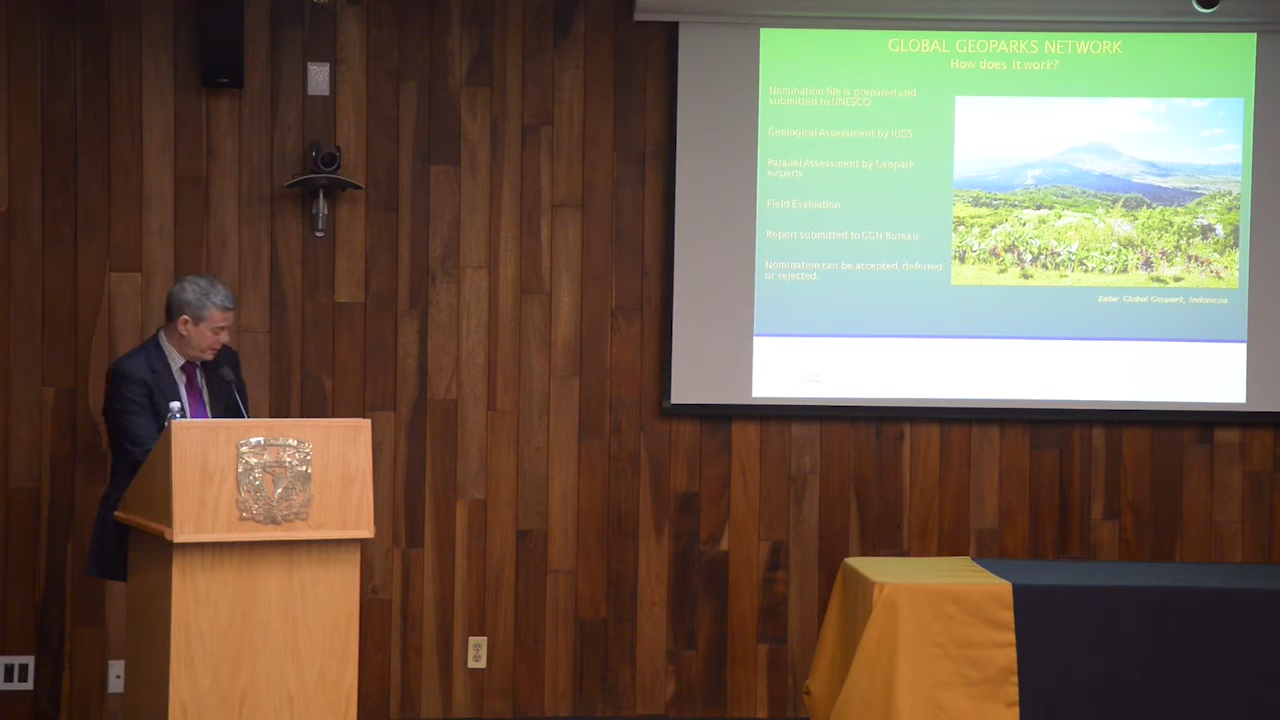 GLOBAL GEOPARKS NETWORK
How does it work?
Nomination file is prepared and
submitted to UNESCO
Geological Assessment by IUGS
Parallel Assessment by Geopark
experts
Field Evaluation
Report submitted to GGN Bureau
Nomination can be accepted, deferred
or rejected.
Batur Global Geopark, Indonesia